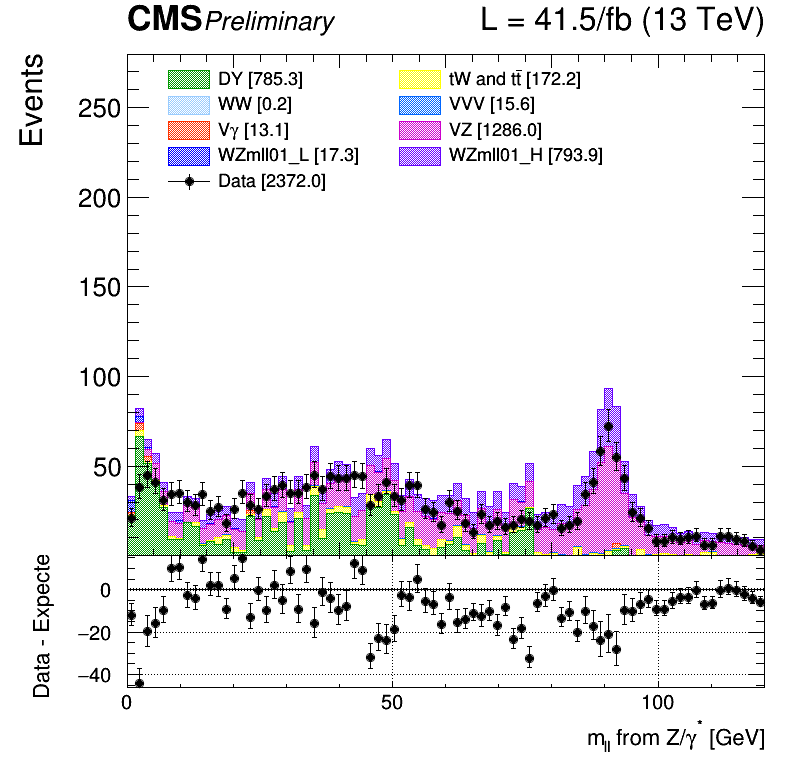 CMS Preliminary L = 41.5/fb (13 TeV)
Events
DY [785.3] tW and tt̄ [172.2]
WW [0.2] VVV [15.6]
Vγ [13.1] VZ [1286.0]
WZmll01_L [17.3] WZmll01_H [793.9]
Data [2372.0]
250
200
150
100
50
Data - Expecte
0
−20
−40
0 50 100
m_ll from Z/γ* [GeV]